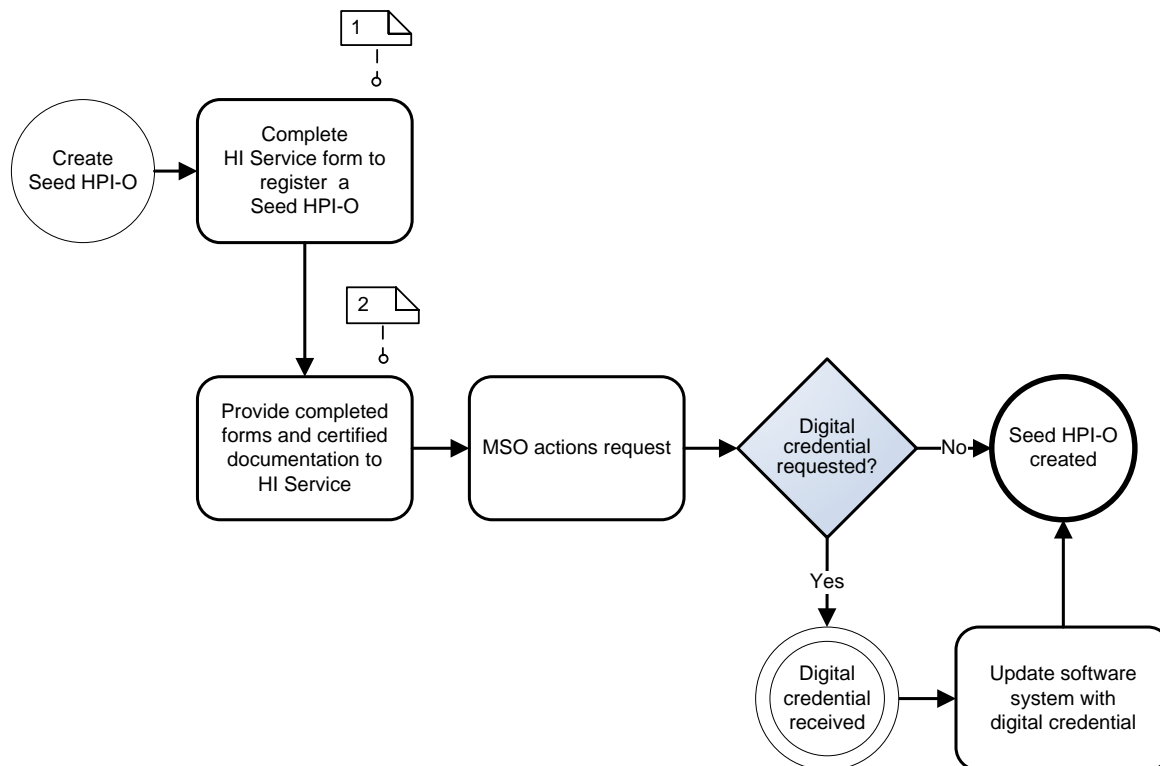 1
Create
Seed HPI-O
Complete
HI Service form to
register a
Seed HPI-O
2
Provide completed
forms and certified
documentation to
HI Service
MSO actions request
Digital
credential
requested?
No
Seed HPI-O
created
Yes
Digital
credential
received
Update software
system with
digital credential